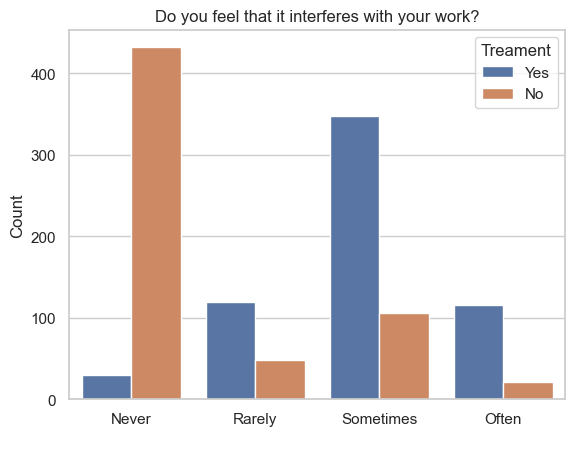 Do you feel that it interferes with your work?
Treament
Yes
No
Count
400
300
200
100
0
Never Rarely Sometimes Often